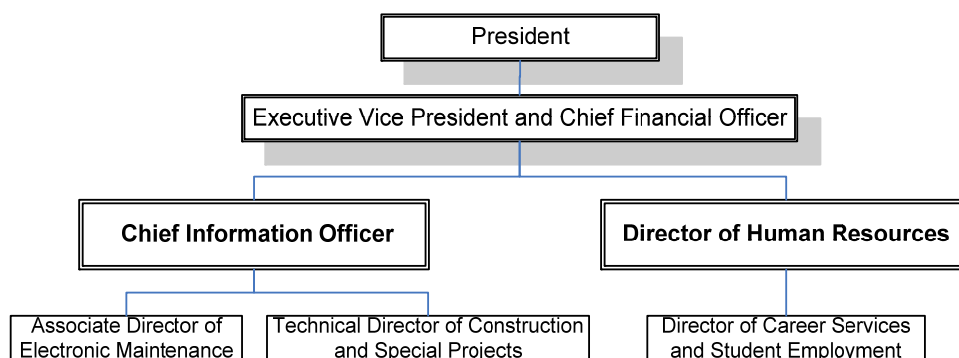 President
Executive Vice President and Chief Financial Officer
Chief Information Officer
Director of Human Resources
Associate Director of
Electronic Maintenance
Technical Director of Construction
and Special Projects
Director of Career Services
and Student Employment